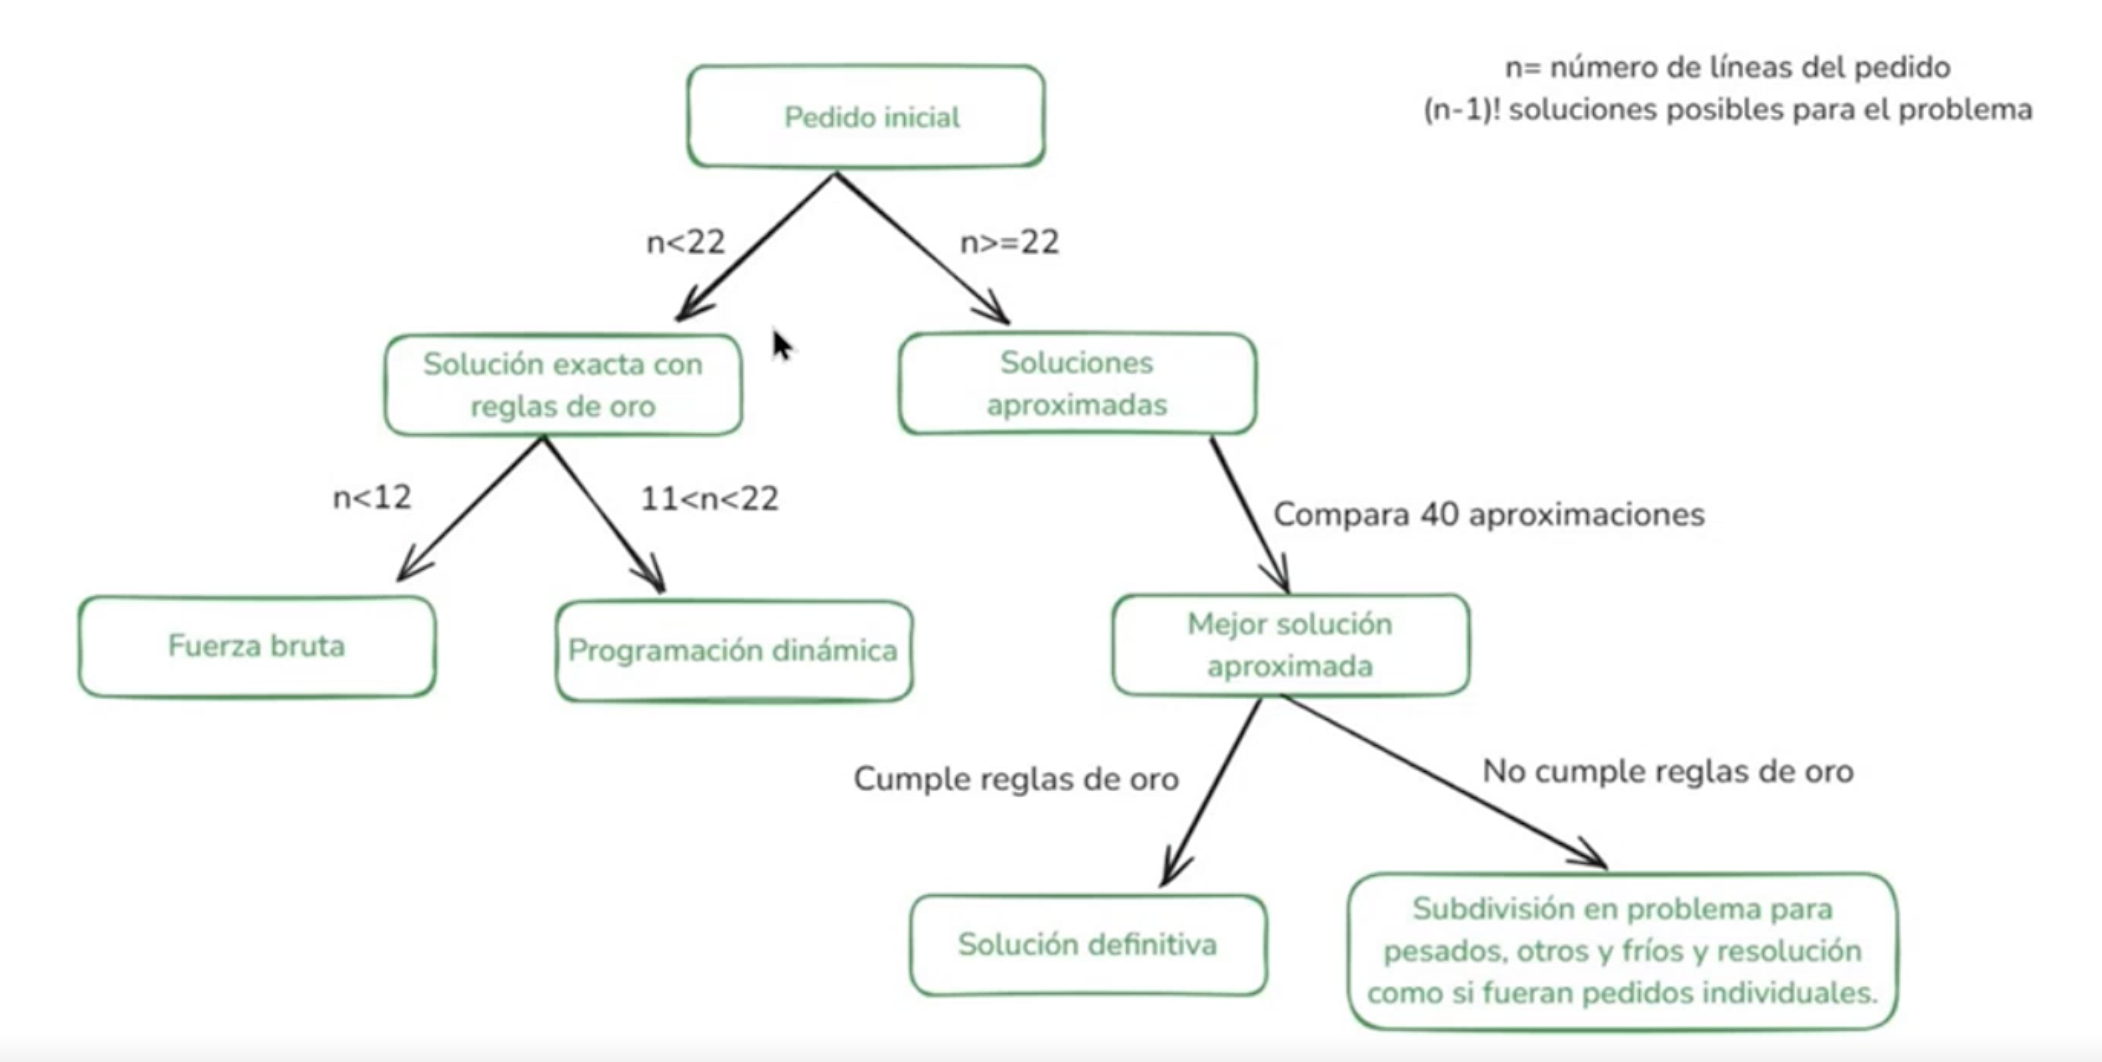 n= número de líneas del pedido
(n-1)! soluciones posibles para el problema
Pedido inicial
n<22
n>=22
Solución exacta con
reglas de oro
Soluciones
aproximadas
n<12
11<n<22
Compara 40 aproximaciones
Fuerza bruta
Programación dinámica
Mejor solución
aproximada
Cumple reglas de oro
No cumple reglas de oro
Solución definitiva
Subdivisión en problema para
pesados, otros y fríos y resolución
como si fueran pedidos individuales.